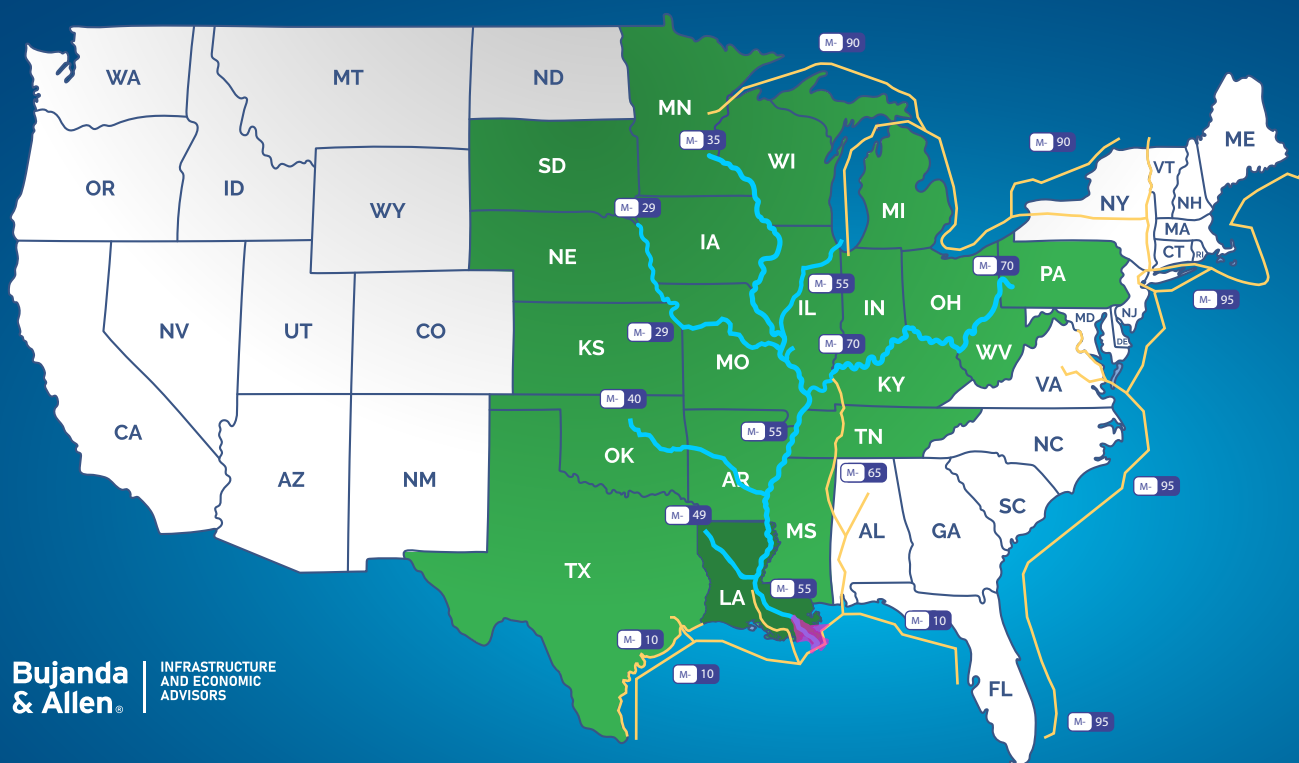 M- 90
WA
MT
ND
MN
M- 35
WI
M- 90
ME
VT
OR
ID
SD
WY
NY
NH
MI
M- 29
MA
IA
NE
CT
RI
M- 70
PA
M- 55
M- 95
IL
IN
OH
NJ
MD
NV
UT
CO
M- 29
KS
DE
M- 70
WV
MO
KY
VA
M- 40
CA
M- 55
TN
NC
OK
M- 65
AZ
NM
AR
M- 95
SC
M- 49
MS
AL
GA
TX
M- 55
LA
M- 10
M- 10
M- 10
FL
M- 95
Bujanda
& Allen®
INFRASTRUCTURE
AND ECONOMIC
ADVISORS